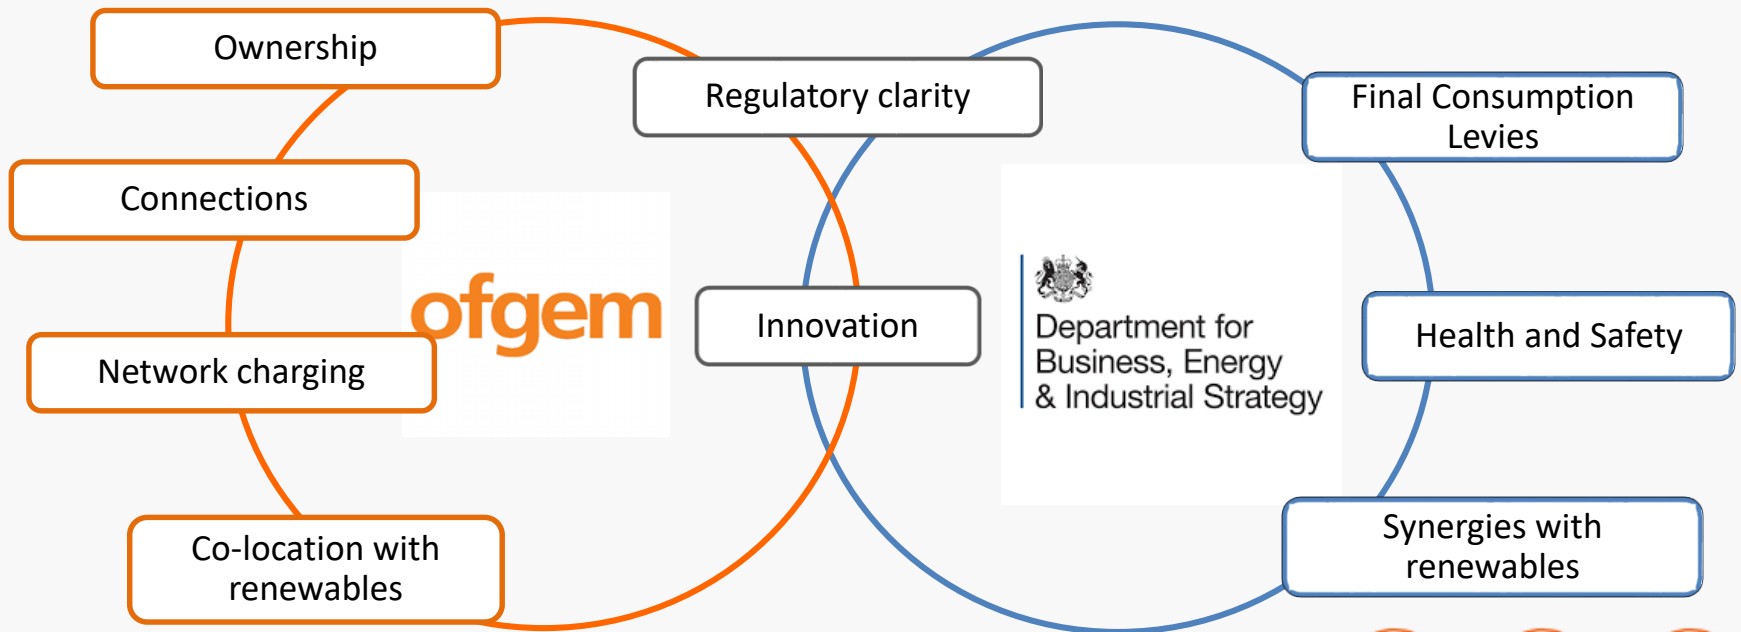 Ownership
Regulatory clarity
Final Consumption
Levies
Connections
ofgem
Innovation
Department for
Business, Energy
& Industrial Strategy
Health and Safety
Network charging
Co-location with
renewables
Synergies with
renewables